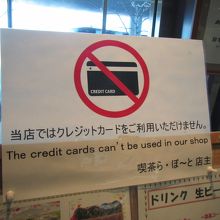 CREDIT CARD
当店ではクレジットカードをご利用いただけません。
The credit cards can't be used in our shop
喫茶ら・ぽーと 店主
ドリンク 生ビ